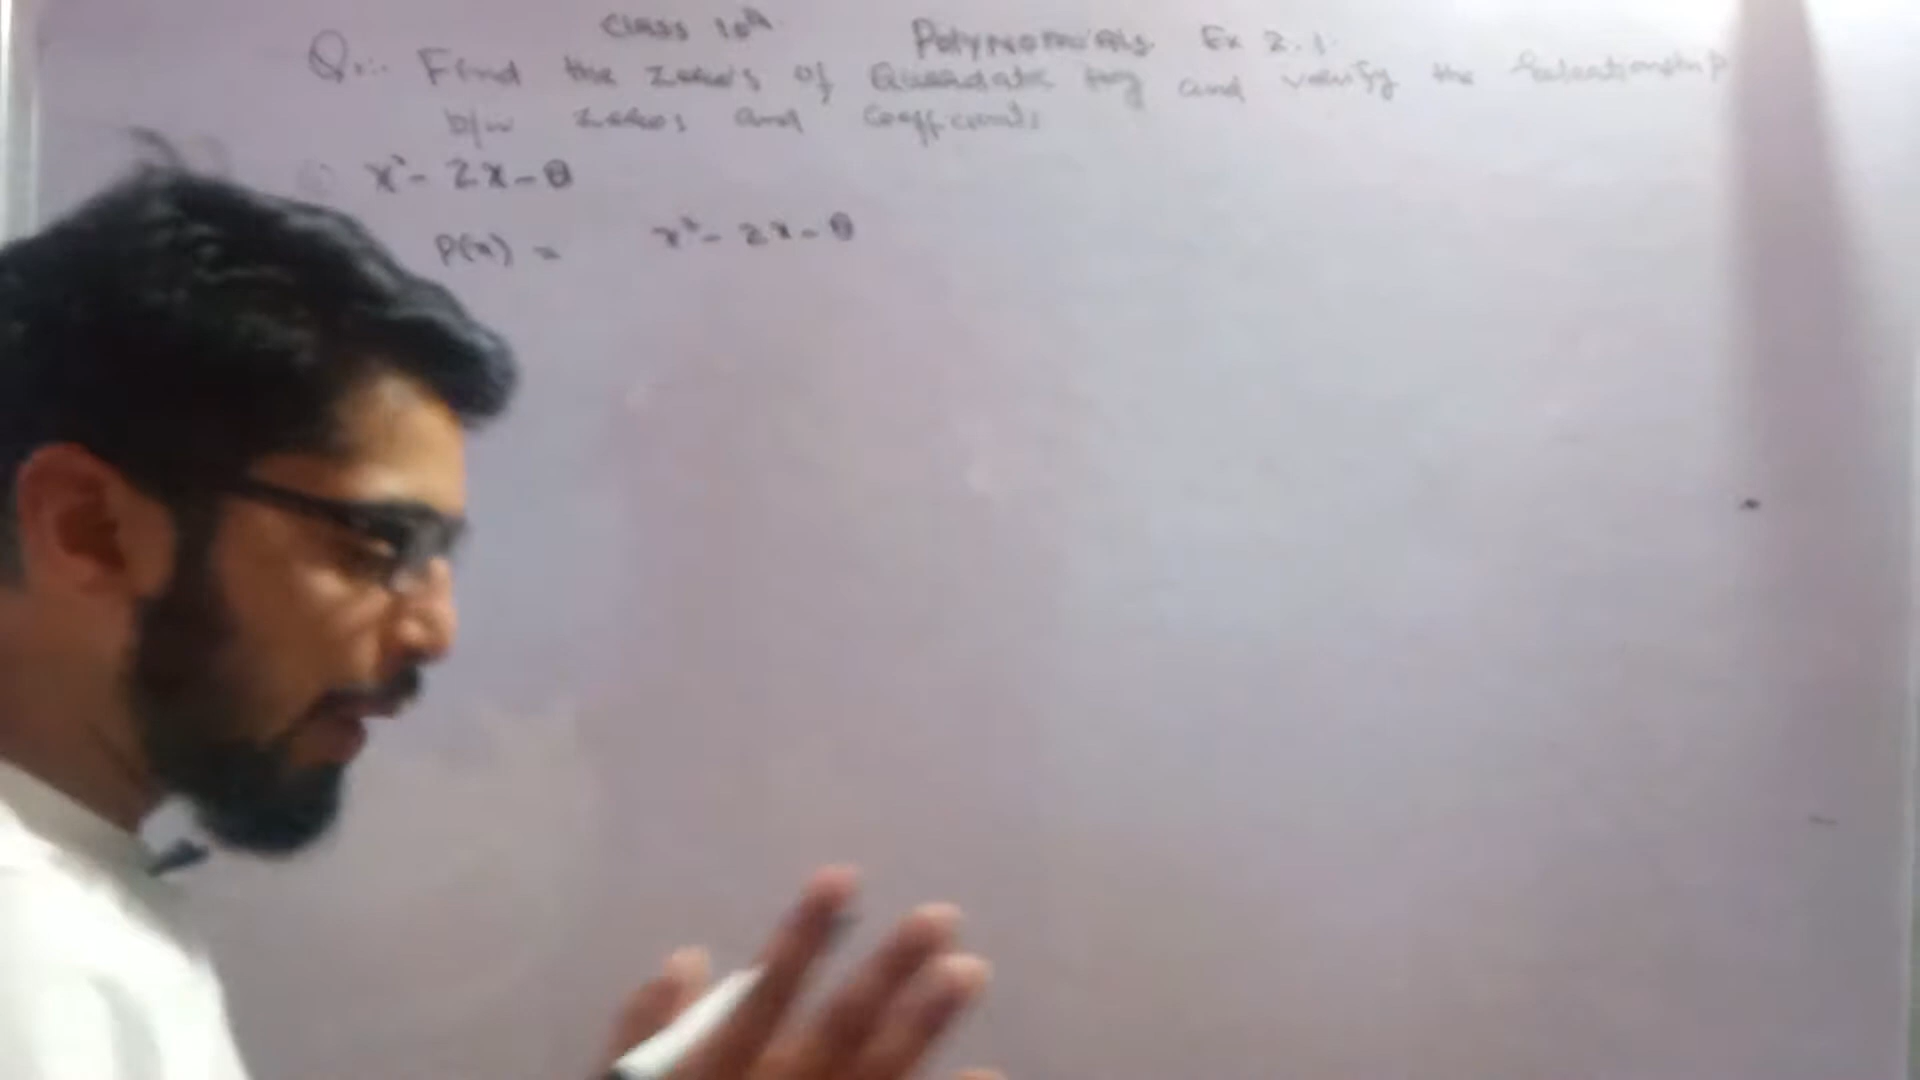 Class 10th Polynomials Ex 2.1
Q1:- Find the Zeros of Quadratic and verify the Relationship
b/w zeros and Coefficients
x² - 2x - 8
P(x) = x² - 2x - 8